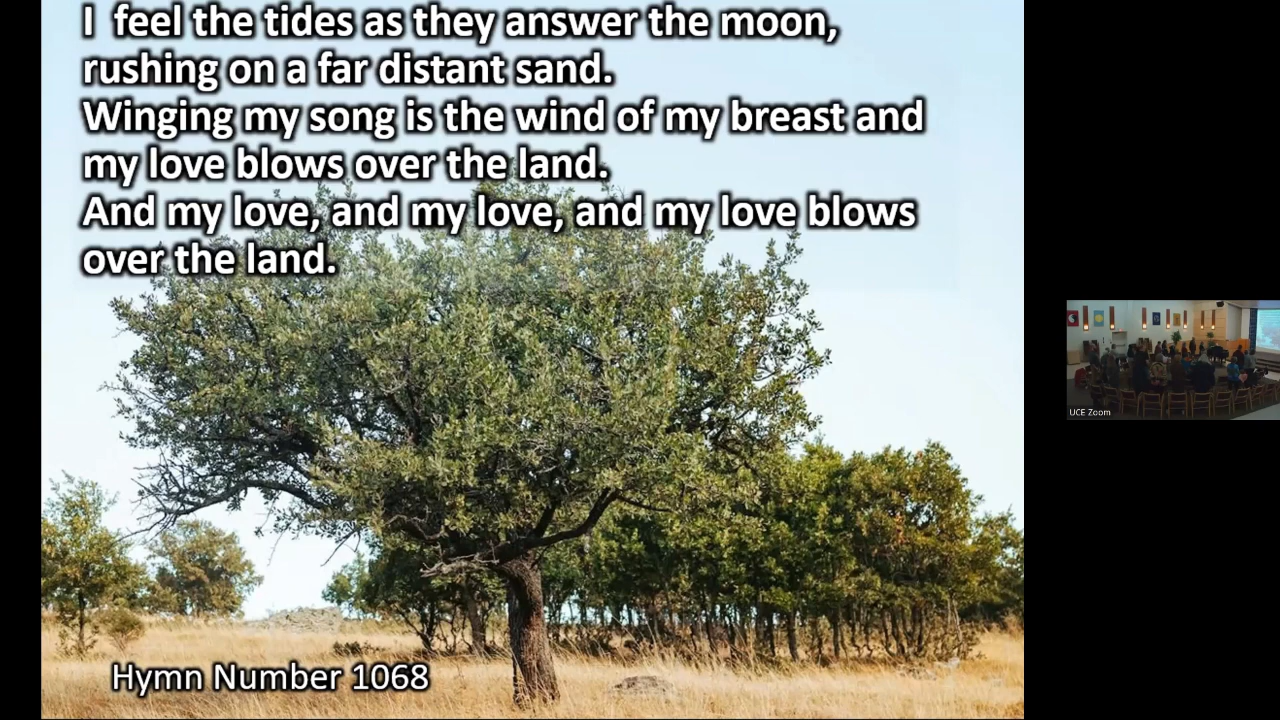 I  feel the tides as they answer the moon,
rushing on a far distant sand.
Winging my song is the wind of my breast and
my love blows over the land.
And my love, and my love, and my love blows
over the land.
Hymn Number 1068
UCE Zoom